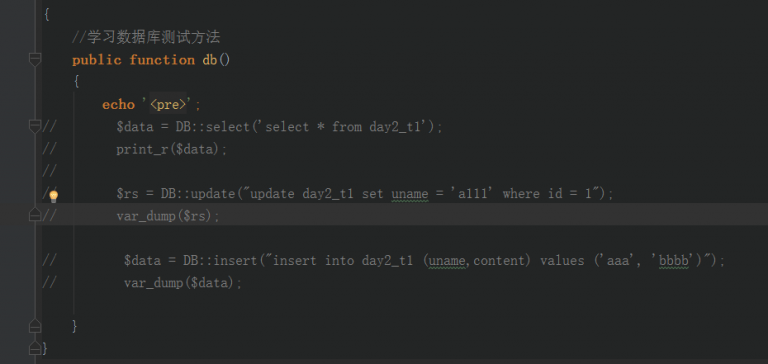 {
//学习数据库测试方法
public function db()
{
echo '<pre>';
// $data = DB::select('select * from day2_t1');
// print_r($data);
//
// $rs = DB::update("update day2_t1 set uname = 'a111' where id = 1");
// var_dump($rs);
// $data = DB::insert("insert into day2_t1 (uname,content) values ('aaa', 'bbbb')");
// var_dump($data);
}
}